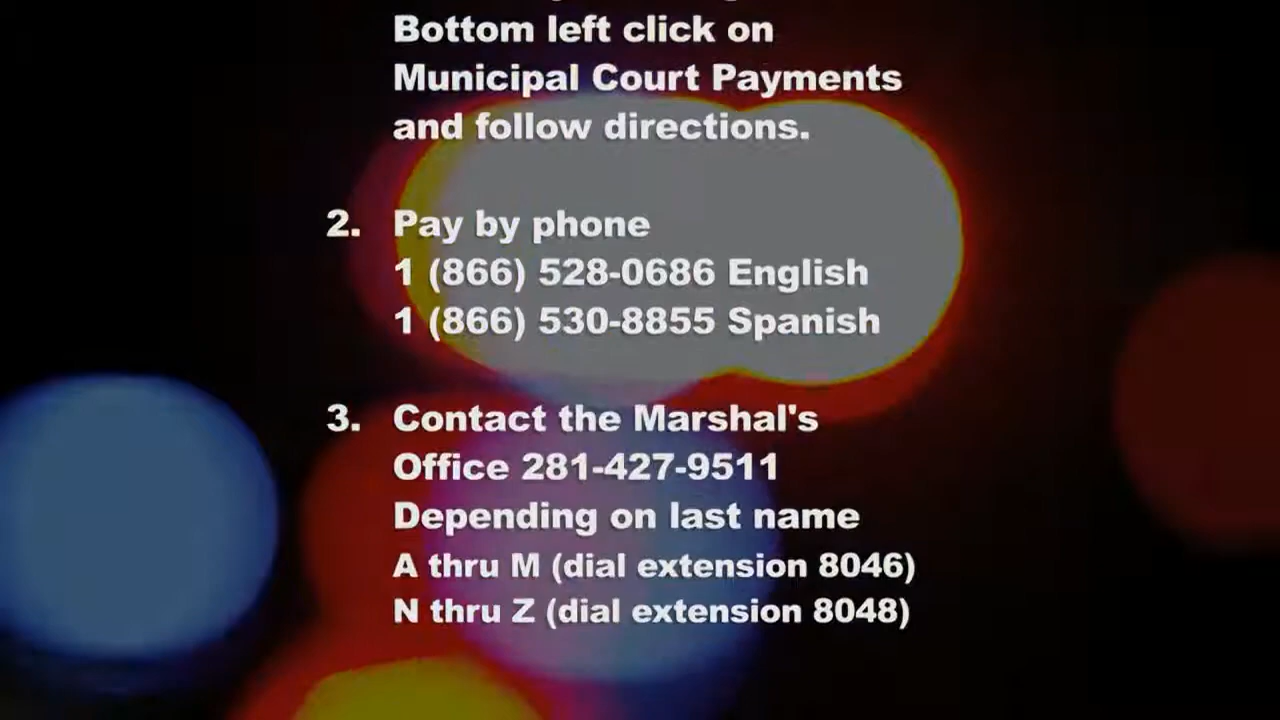 Bottom left click on
Municipal Court Payments
and follow directions.
2. Pay by phone
1 (866) 528-0686 English
1 (866) 530-8855 Spanish
3. Contact the Marshal's
Office 281-427-9511
Depending on last name
A thru M (dial extension 8046)
N thru Z (dial extension 8048)